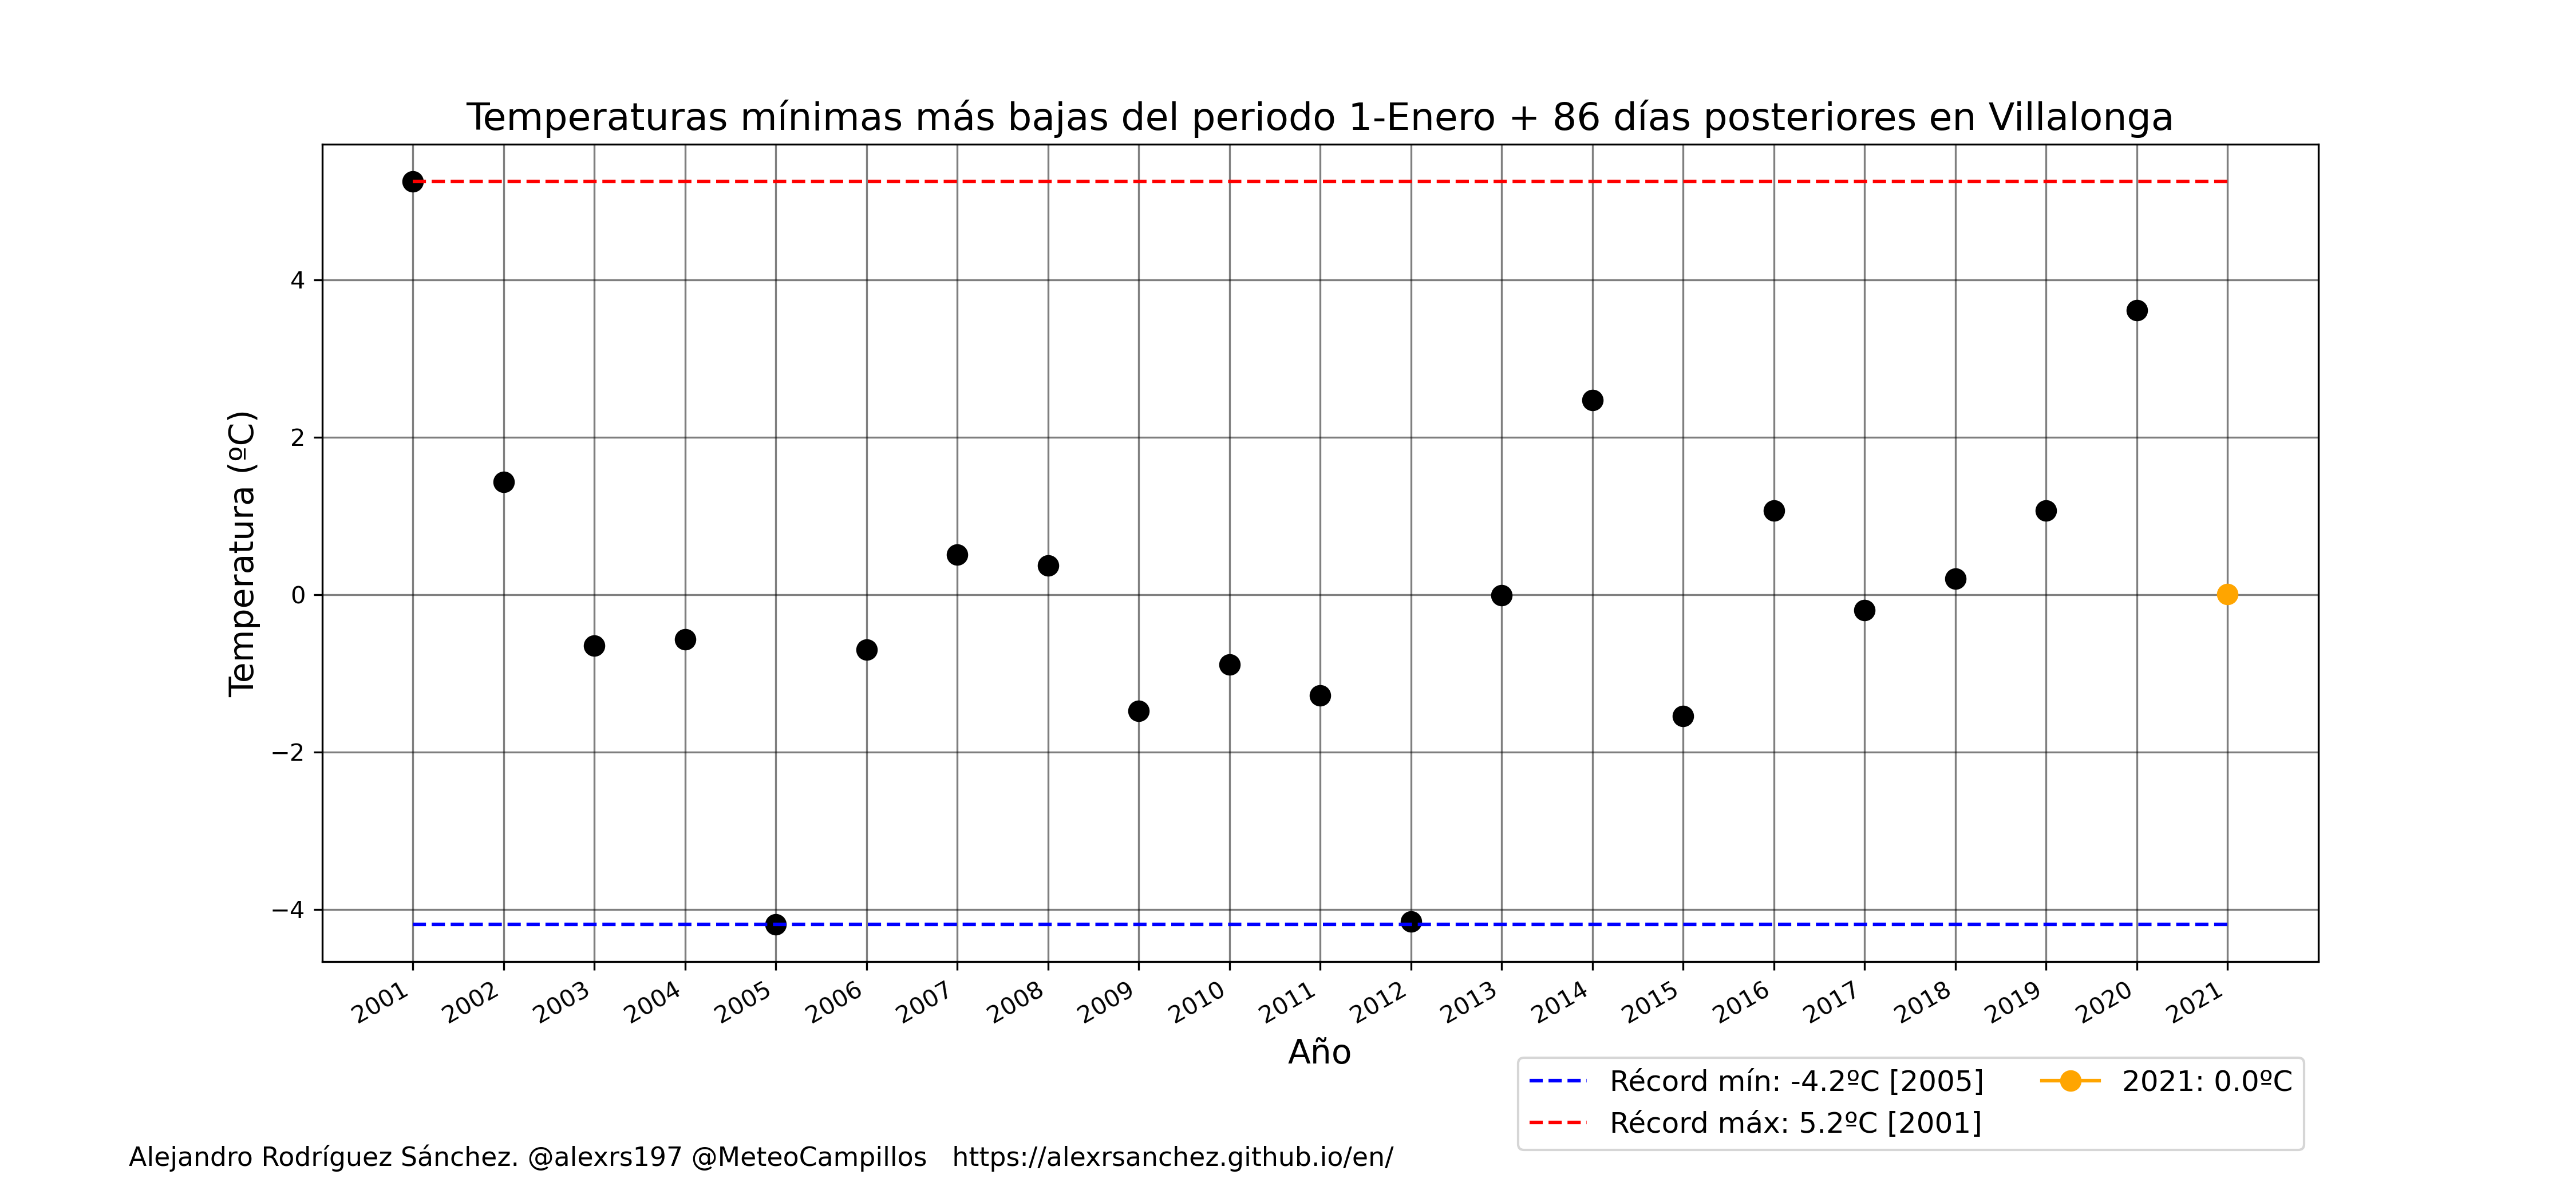 Temperaturas mínimas más bajas del periodo 1-Enero + 86 días posteriores en Villalonga
Temperatura (ºC)
4
2
0
−2
−4
2001 2002 2003 2004 2005 2006 2007 2008 2009 2010 2011 2012 2013 2014 2015 2016 2017 2018 2019 2020 2021
Año
Récord mín: -4.2ºC [2005] 2021: 0.0ºC
Récord máx: 5.2ºC [2001]
Alejandro Rodríguez Sánchez. @alexrs197 @MeteoCampillos https://alexrsanchez.github.io/en/